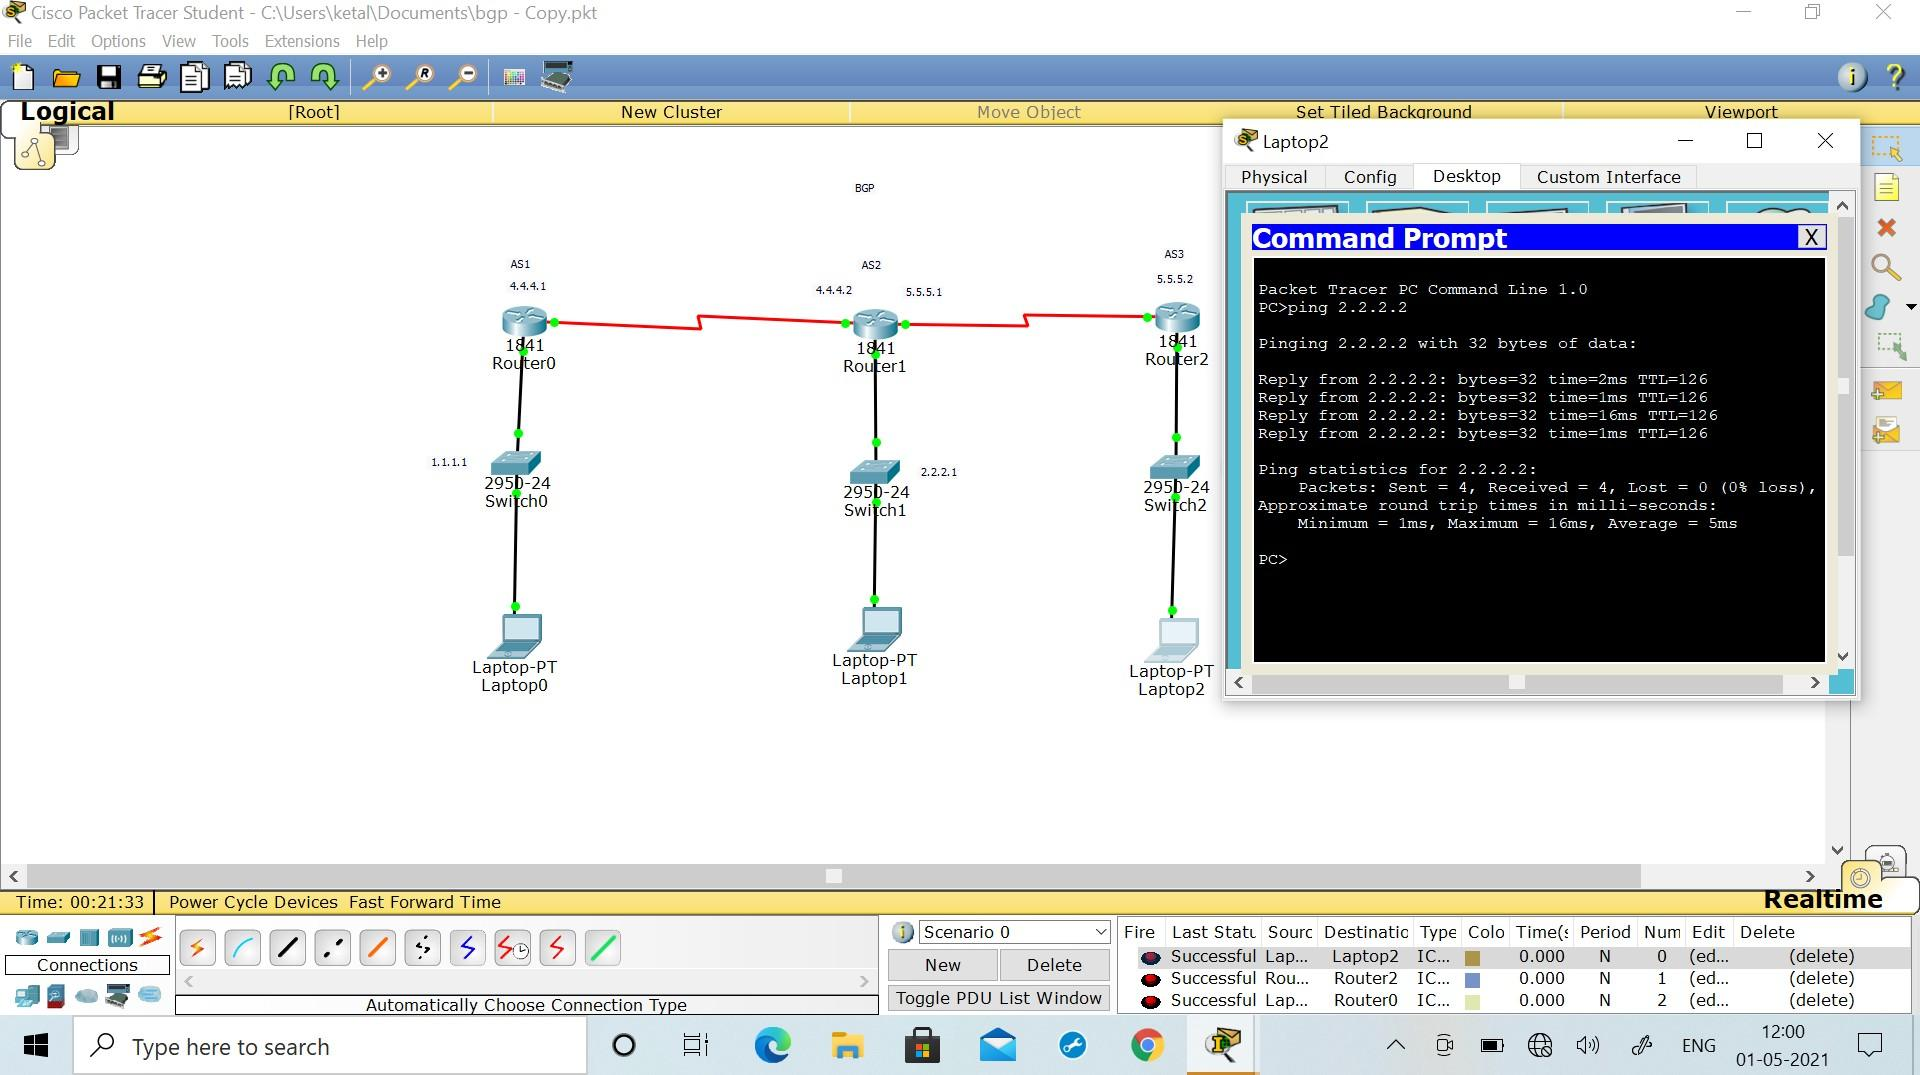 Cisco Packet Tracer Student - C:\Users\ketal\Documents\bgp - Copy.pkt
File Edit Options View Tools Extensions Help
Logical [Root] New Cluster Move Object Set Tiled Background Viewport
BGP
AS1
4.4.4.1
AS2
4.4.4.2
5.5.5.1
AS3
5.5.5.2
1841
Router0
1841
Router1
1841
Router2
1.1.1.1
2950-24
Switch0
2.2.2.1
2950-24
Switch1
2950-24
Switch2
Laptop-PT
Laptop0
Laptop-PT
Laptop1
Laptop-PT
Laptop2
Laptop2
Physical Config Desktop Custom Interface
Command Prompt X
Packet Tracer PC Command Line 1.0
PC>ping 2.2.2.2
Pinging 2.2.2.2 with 32 bytes of data:
Reply from 2.2.2.2: bytes=32 time=2ms TTL=126
Reply from 2.2.2.2: bytes=32 time=1ms TTL=126
Reply from 2.2.2.2: bytes=32 time=16ms TTL=126
Reply from 2.2.2.2: bytes=32 time=1ms TTL=126
Ping statistics for 2.2.2.2:
Packets: Sent = 4, Received = 4, Lost = 0 (0% loss),
Approximate round trip times in milli-seconds:
Minimum = 1ms, Maximum = 16ms, Average = 5ms
PC>
Time: 00:21:33 Power Cycle Devices Fast Forward Time Realtime
Connections
Automatically Choose Connection Type
Scenario 0
New Delete
Toggle PDU List Window
Fire Last Statu Sourc Destinatio Type Colo Time(s Period Num Edit Delete
Successful Lap... Laptop2 IC... 0.000 N 0 (ed... (delete)
Successful Rou... Router2 IC... 0.000 N 1 (ed... (delete)
Successful Lap... Router0 IC... 0.000 N 2 (ed... (delete)
Type here to search
ENG
12:00
01-05-2021